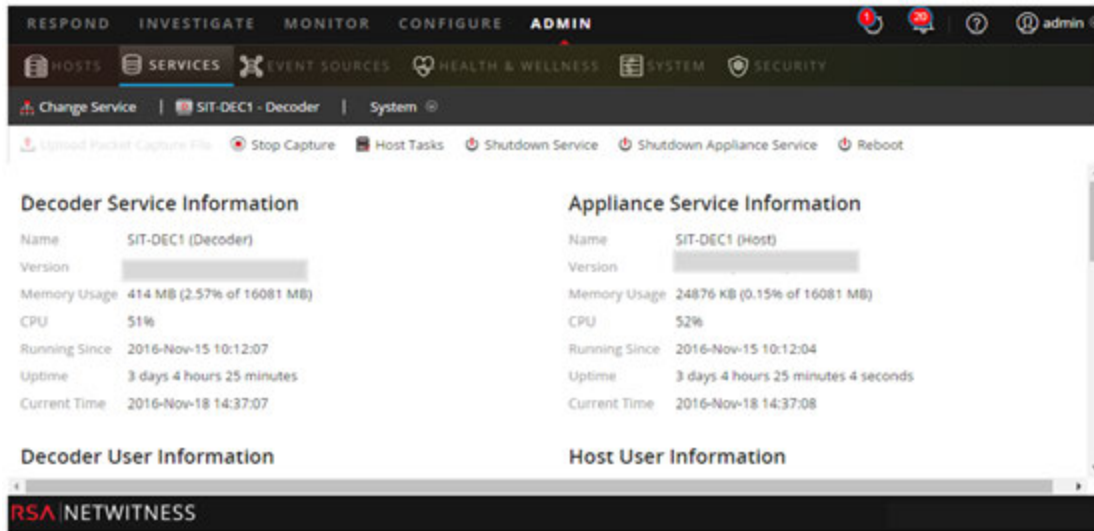 RESPOND INVESTIGATE MONITOR CONFIGURE ADMIN 1 20 ? admin
HOSTS SERVICES EVENT SOURCES HEALTH & WELLNESS SYSTEM SECURITY
Change Service | SIT-DEC1 - Decoder | System
Upload Packet Capture File Stop Capture Host Tasks Shutdown Service Shutdown Appliance Service Reboot
Decoder Service Information
Name SIT-DEC1 (Decoder)
Version
Memory Usage 414 MB (2.57% of 16081 MB)
CPU 51%
Running Since 2016-Nov-15 10:12:07
Uptime 3 days 4 hours 25 minutes
Current Time 2016-Nov-18 14:37:07
Decoder User Information
Appliance Service Information
Name SIT-DEC1 (Host)
Version
Memory Usage 24876 KB (0.15% of 16081 MB)
CPU 52%
Running Since 2016-Nov-15 10:12:04
Uptime 3 days 4 hours 25 minutes 4 seconds
Current Time 2016-Nov-18 14:37:08
Host User Information
RSA NETWITNESS